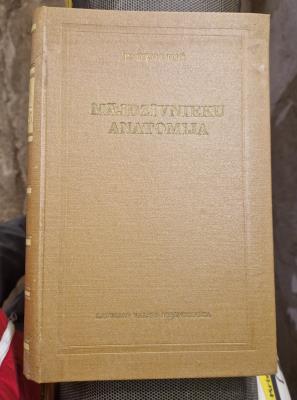 MĀJDZĪVNIEKU
ANATOMIJA
LATVIJAS VALSTS IZDEVNIECĪBA